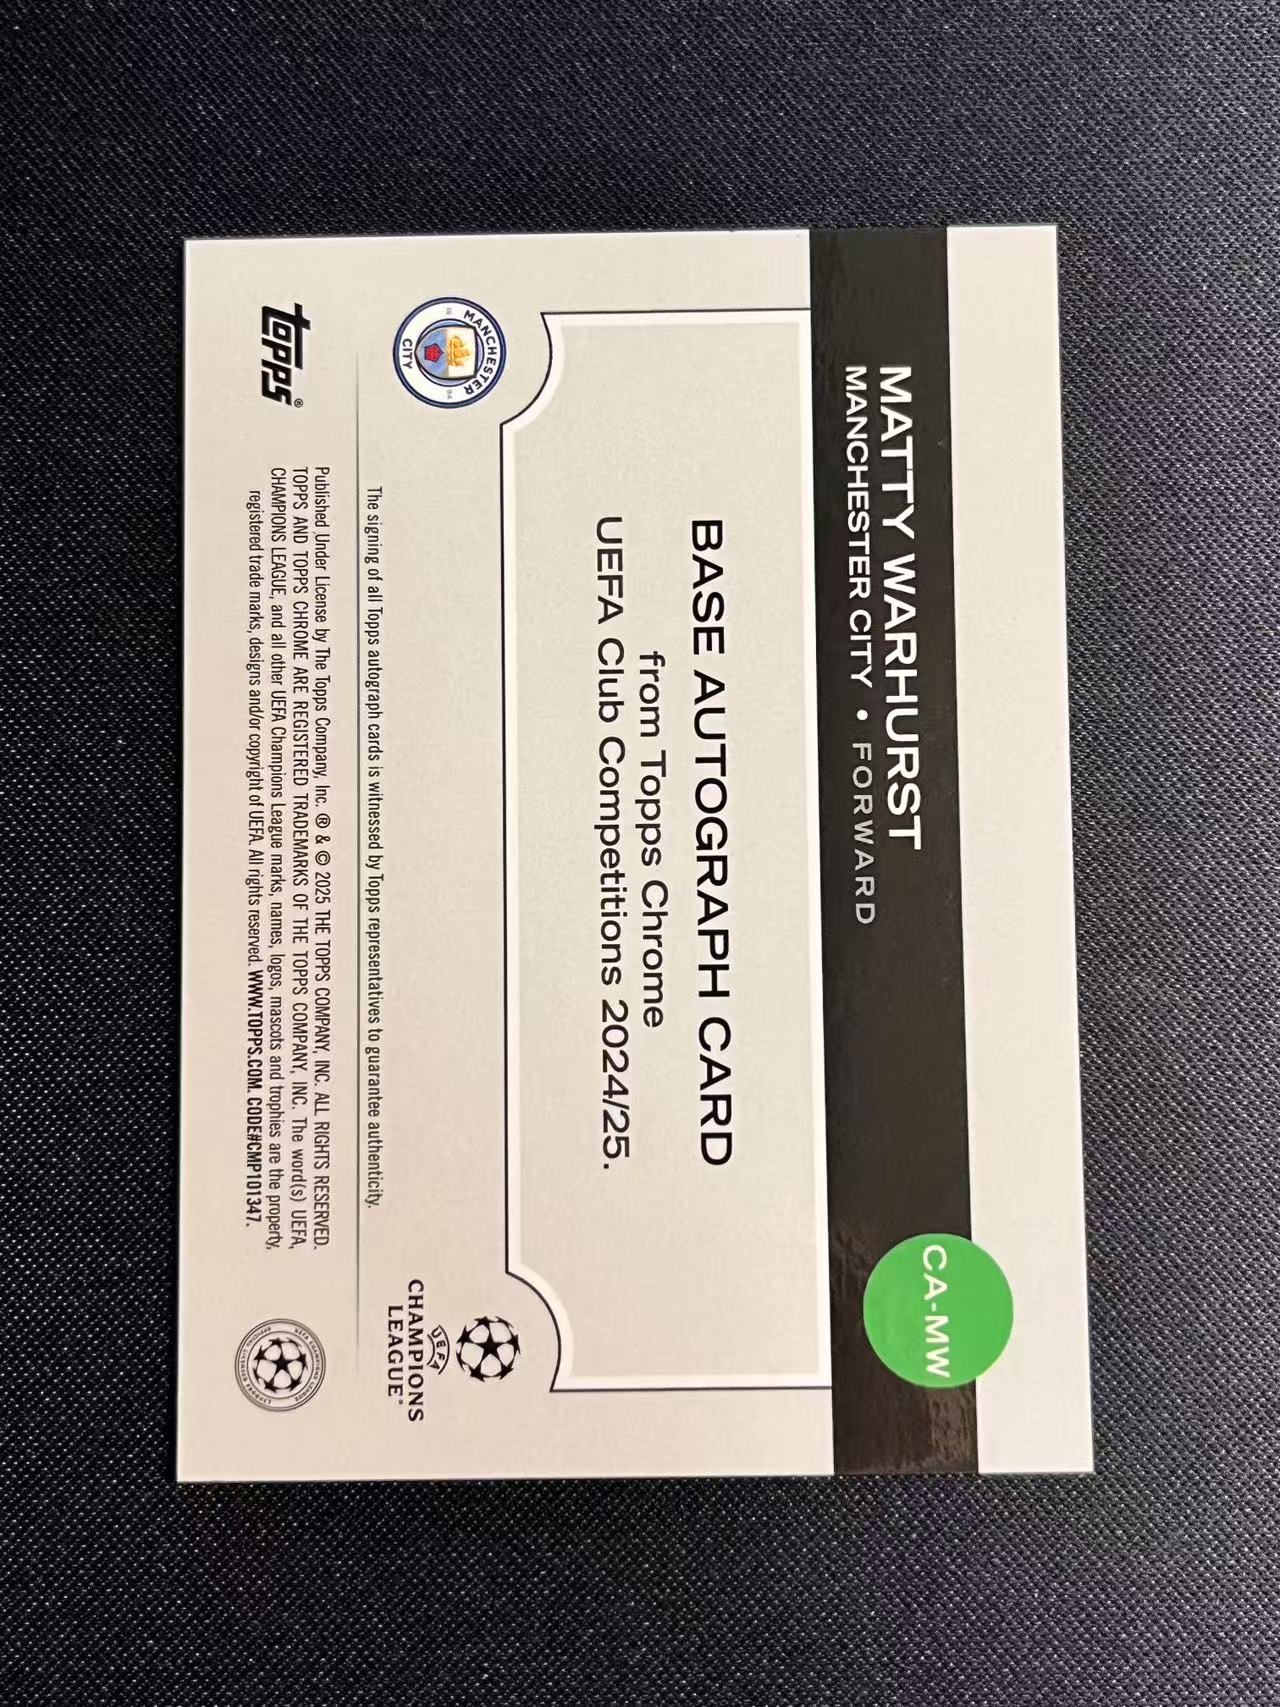 CA-MW
MATTY WARHURST
MANCHESTER CITY • FORWARD
BASE AUTOGRAPH CARD
from Topps Chrome
UEFA Club Competitions 2024/25.
MANCHESTER
CITY
18 94
UEFA
CHAMPIONS
LEAGUE
The signing of all Topps autograph cards is witnessed by Topps representatives to guarantee authenticity.
topps®
Published Under License by The Topps Company, Inc. ® & © 2025 THE TOPPS COMPANY, INC. ALL RIGHTS RESERVED.
TOPPS AND TOPPS CHROME ARE REGISTERED TRADEMARKS OF THE TOPPS COMPANY, INC. The word(s) UEFA,
CHAMPIONS LEAGUE, and all other UEFA Champions League marks, names, logos, mascots and trophies are the property,
registered trade marks, designs and/or copyright of UEFA. All rights reserved. WWW.TOPPS.COM. CODE#CMP101347.